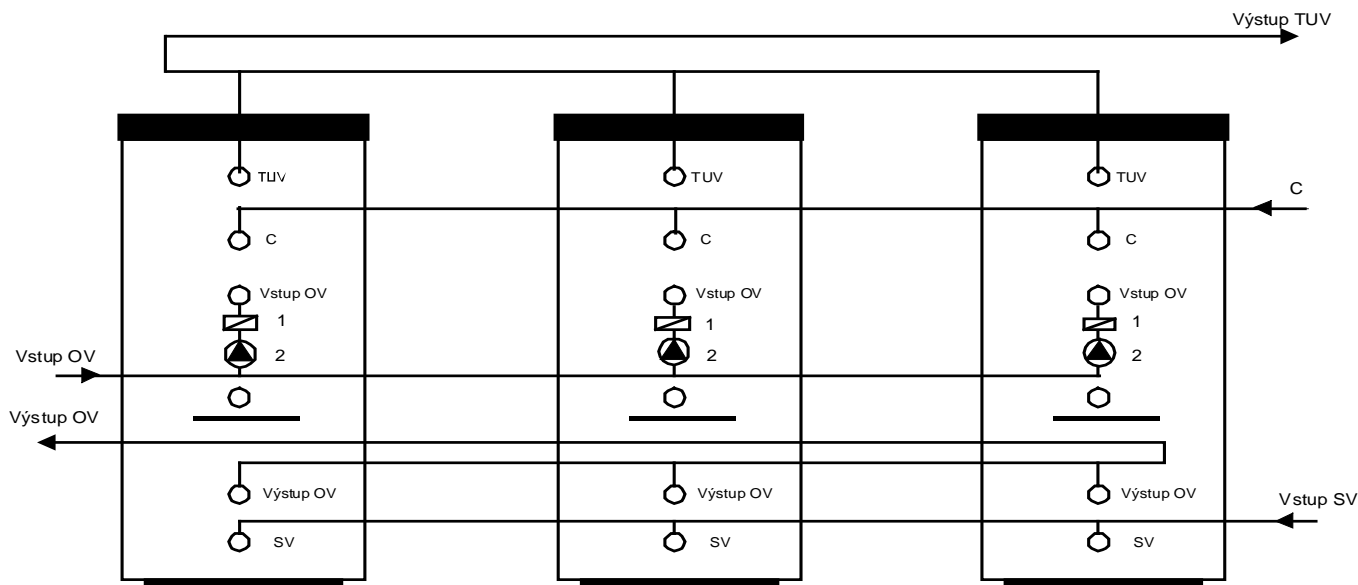 Výstup TUV
TUV TUV TUV
C
C C C
Vstup OV Vstup OV Vstup OV
1 1 1
Vstup OV 2 2 2
Výstup OV
Výstup OV Výstup OV Výstup OV
Vstup SV
SV SV SV